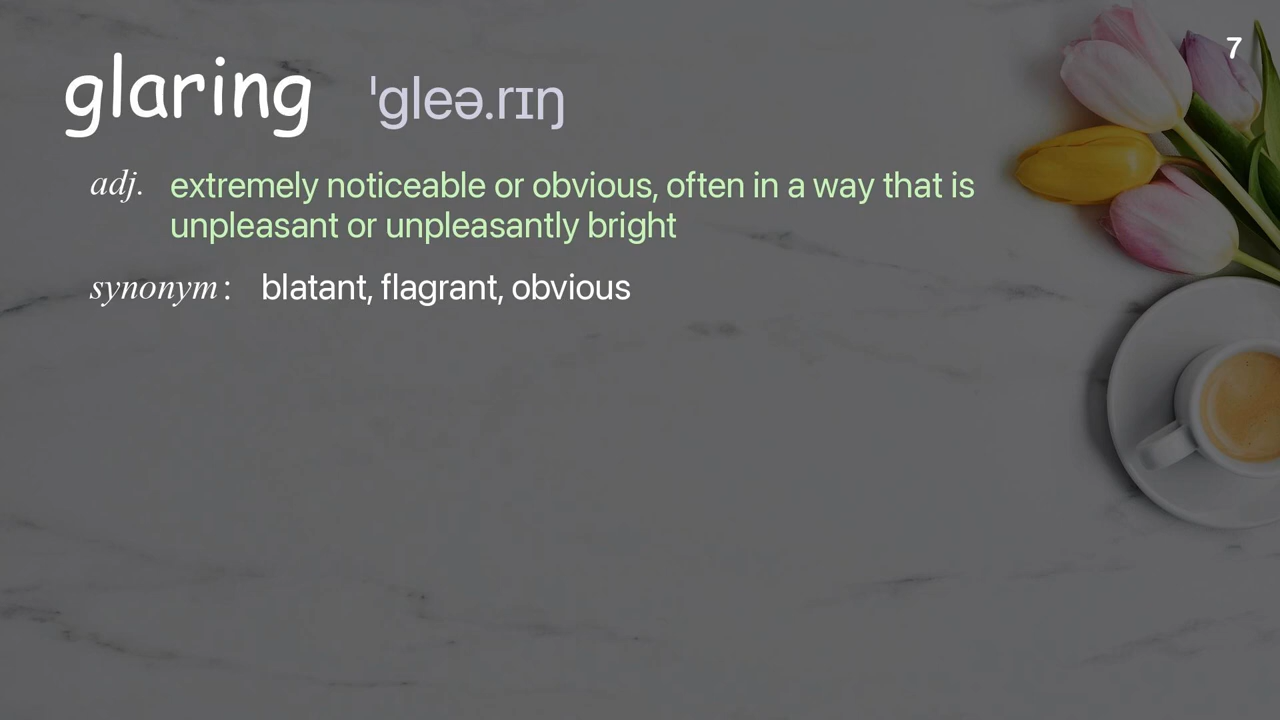 7
glaring ˈɡleə.rɪŋ
adj. extremely noticeable or obvious, often in a way that is
unpleasant or unpleasantly bright
synonym: blatant, flagrant, obvious